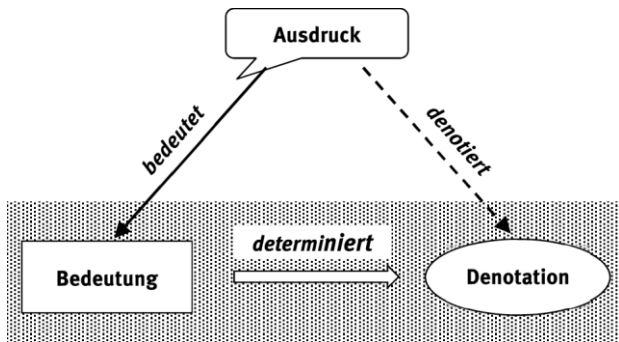 Ausdruck
bedeutet
denotiert
determiniert
Bedeutung
Denotation